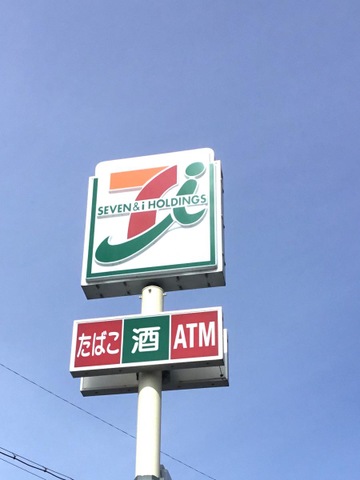 SEVEN & i HOLDINGS
たばこ 酒 ATM